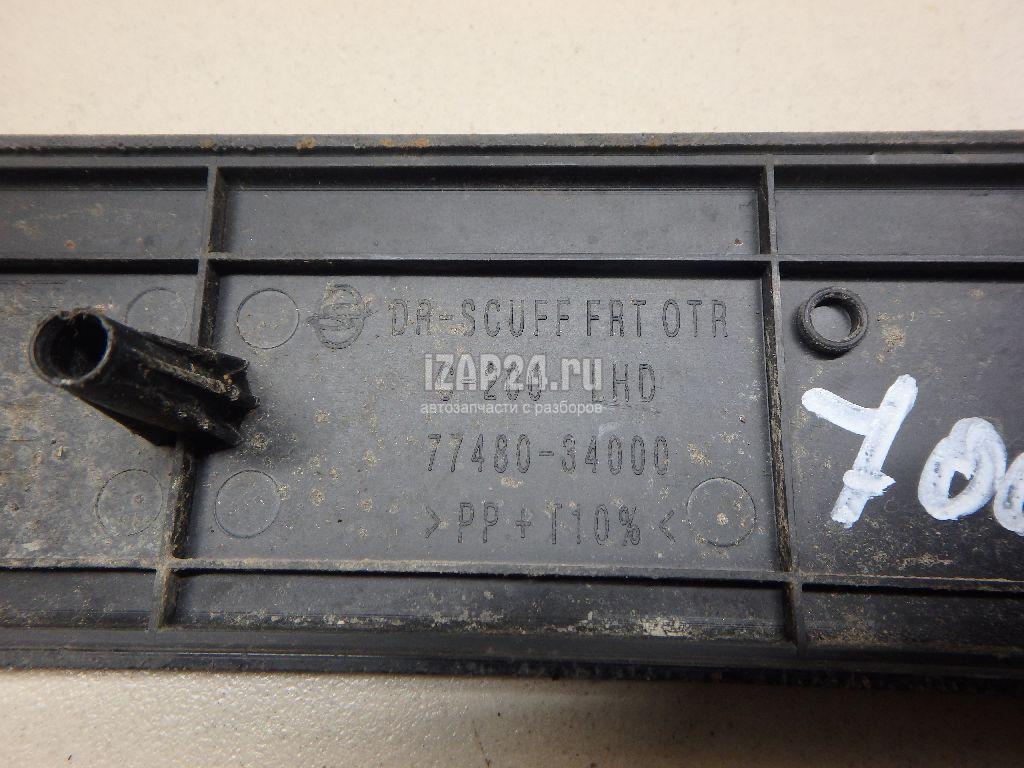 DR-SCUFF FRT OTR
LHD
77480-34000
>PP+T10%<
IZAP24.ru
автозапчасти с разборов